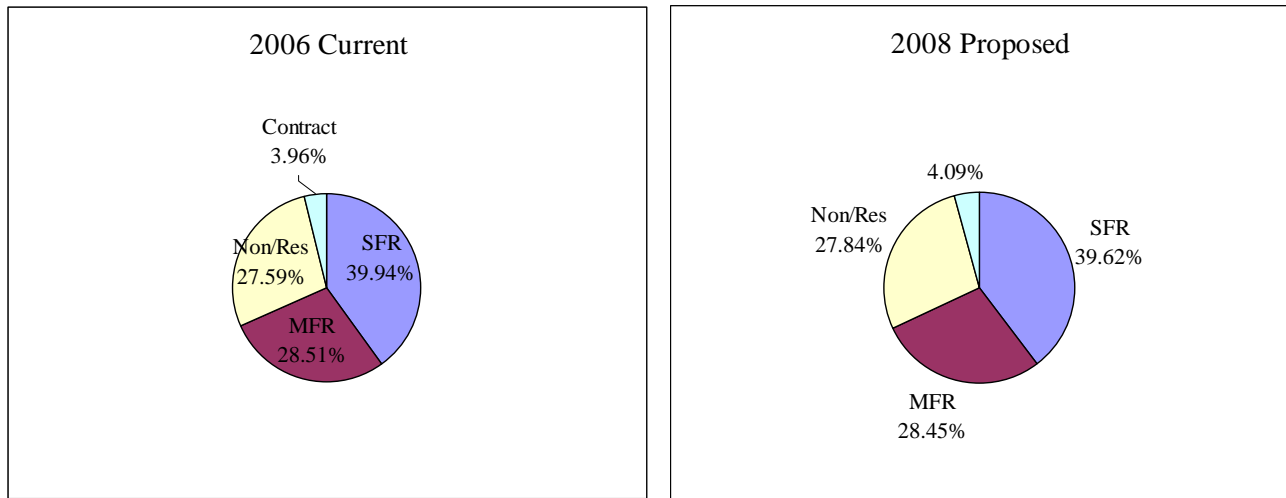 2006 Current
Contract
3.96%
Non/Res
27.59%
SFR
39.94%
MFR
28.51%
2008 Proposed
4.09%
Non/Res
27.84%
SFR
39.62%
MFR
28.45%